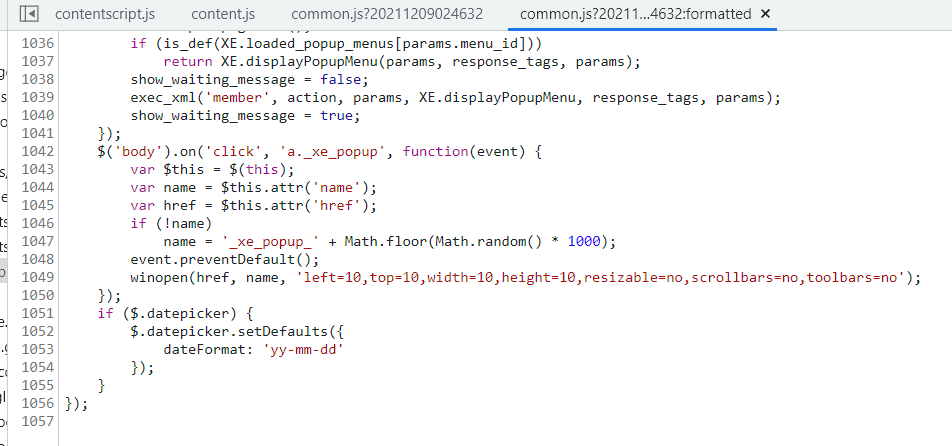 contentscript.js content.js common.js?20211209024632 common.js?20211...4632:formatted ×
1036 if (is_def(XE.loaded_popup_menus[params.menu_id]))
1037 return XE.displayPopupMenu(params, response_tags, params);
1038 show_waiting_message = false;
1039 exec_xml('member', action, params, XE.displayPopupMenu, response_tags, params);
1040 show_waiting_message = true;
1041 });
1042 $('body').on('click', 'a._xe_popup', function(event) {
1043 var $this = $(this);
1044 var name = $this.attr('name');
1045 var href = $this.attr('href');
1046 if (!name)
1047 name = '_xe_popup_' + Math.floor(Math.random() * 1000);
1048 event.preventDefault();
1049 winopen(href, name, 'left=10,top=10,width=10,height=10,resizable=no,scrollbars=no,toolbars=no');
1050 });
1051 if ($.datepicker) {
1052 $.datepicker.setDefaults({
1053 dateFormat: 'yy-mm-dd'
1054 });
1055 }
1056 });
1057